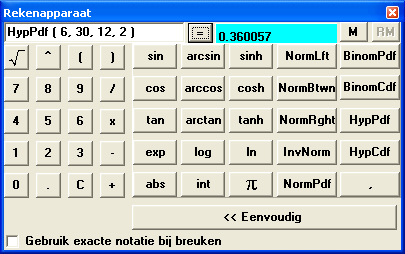 Rekenapparaat
HypPdf ( 6, 30, 12, 2 ) = 0.360057 M RM
√ ^ ( ) sin arcsin sinh NormLft BinomPdf
7 8 9 / cos arccos cosh NormBtwn BinomCdf
4 5 6 x tan arctan tanh NormRght HypPdf
1 2 3 - exp log ln InvNorm HypCdf
0 . C + abs int π NormPdf ,
<< Eenvoudig
Gebruik exacte notatie bij breuken